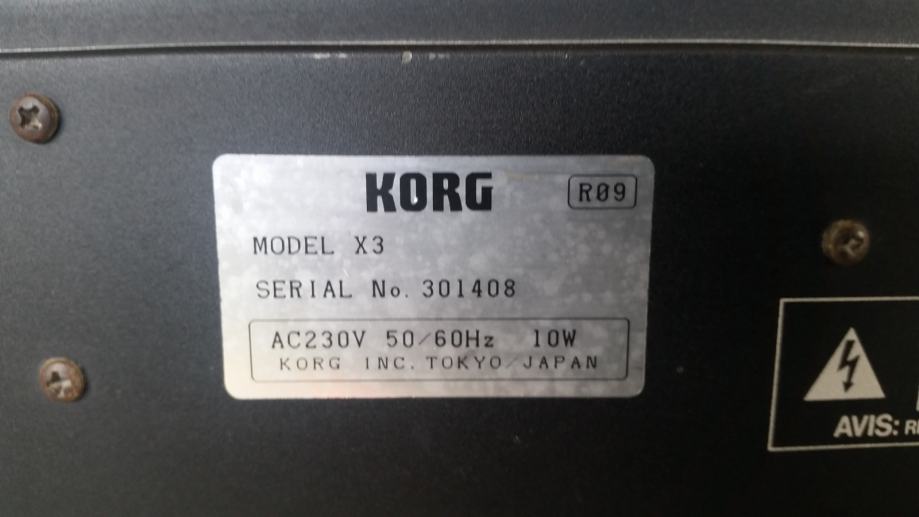 KORG R09
MODEL X3
SERIAL No. 301408
AC230V 50/60Hz 10W
KORG INC. TOKYO/JAPAN
AVIS: